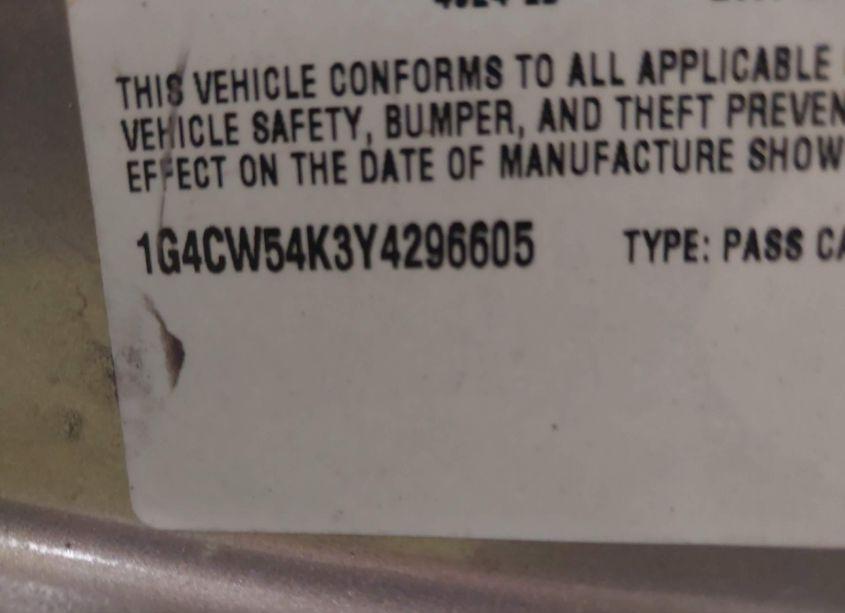 THIS VEHICLE CONFORMS TO ALL APPLICABLE
VEHICLE SAFETY, BUMPER, AND THEFT PREVEN
EFFECT ON THE DATE OF MANUFACTURE SHOW
1G4CW54K3Y4296605 TYPE: PASS CA